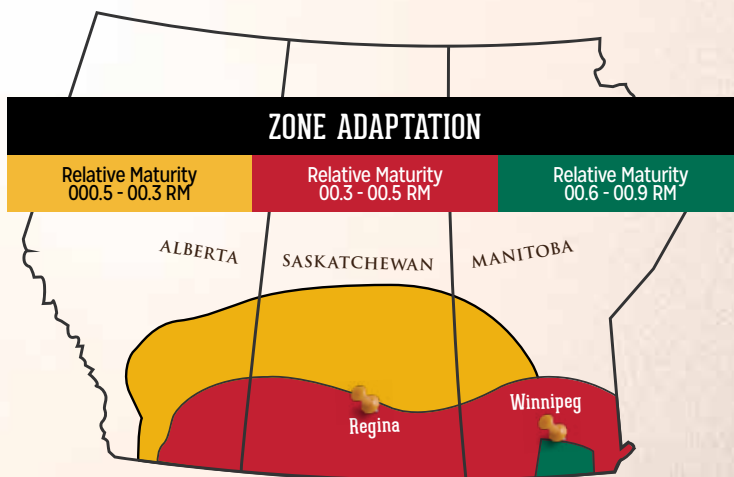 ZONE ADAPTATION
Relative Maturity
000.5 - 00.3 RM
Relative Maturity
00.3 - 00.5 RM
Relative Maturity
00.6 - 00.9 RM
ALBERTA
SASKATCHEWAN
MANITOBA
Winnipeg
Regina